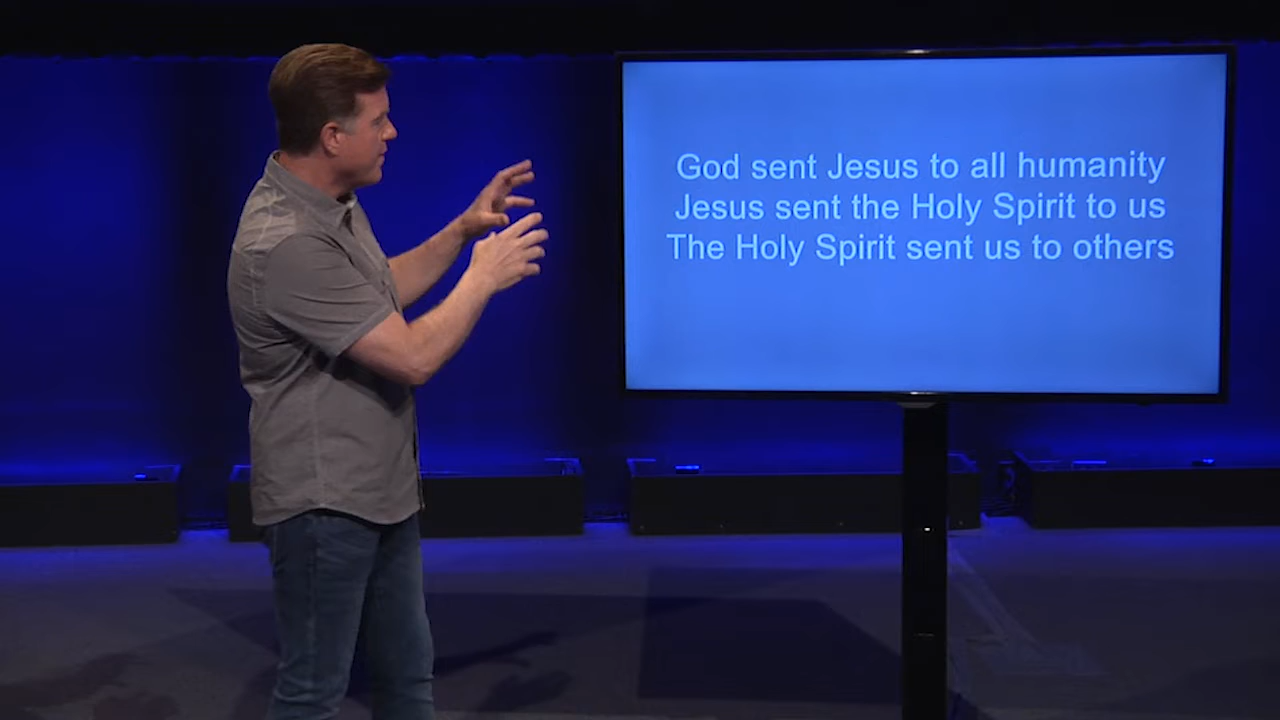 God sent Jesus to all humanity
Jesus sent the Holy Spirit to us
The Holy Spirit sent us to others